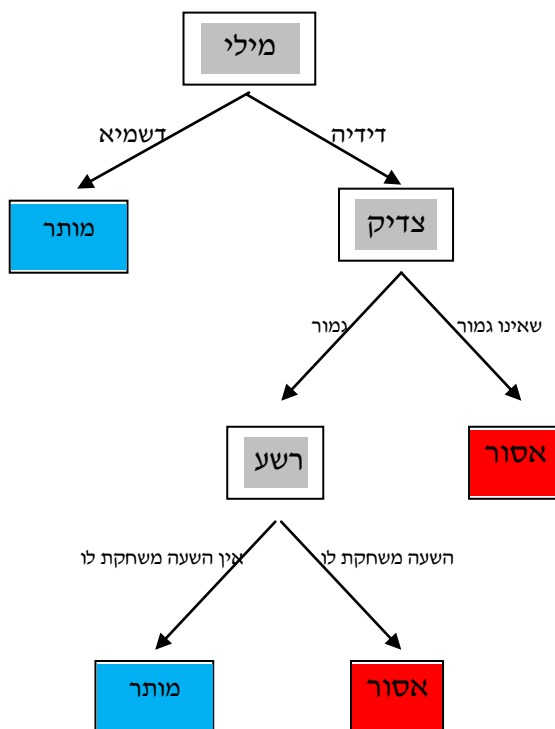 מילי
דידיה
דשמיא
צדיק
מותר
שאינו גמור
גמור
אסור
רשע
השעה משחקת לו
אין השעה משחקת לו
אסור
מותר